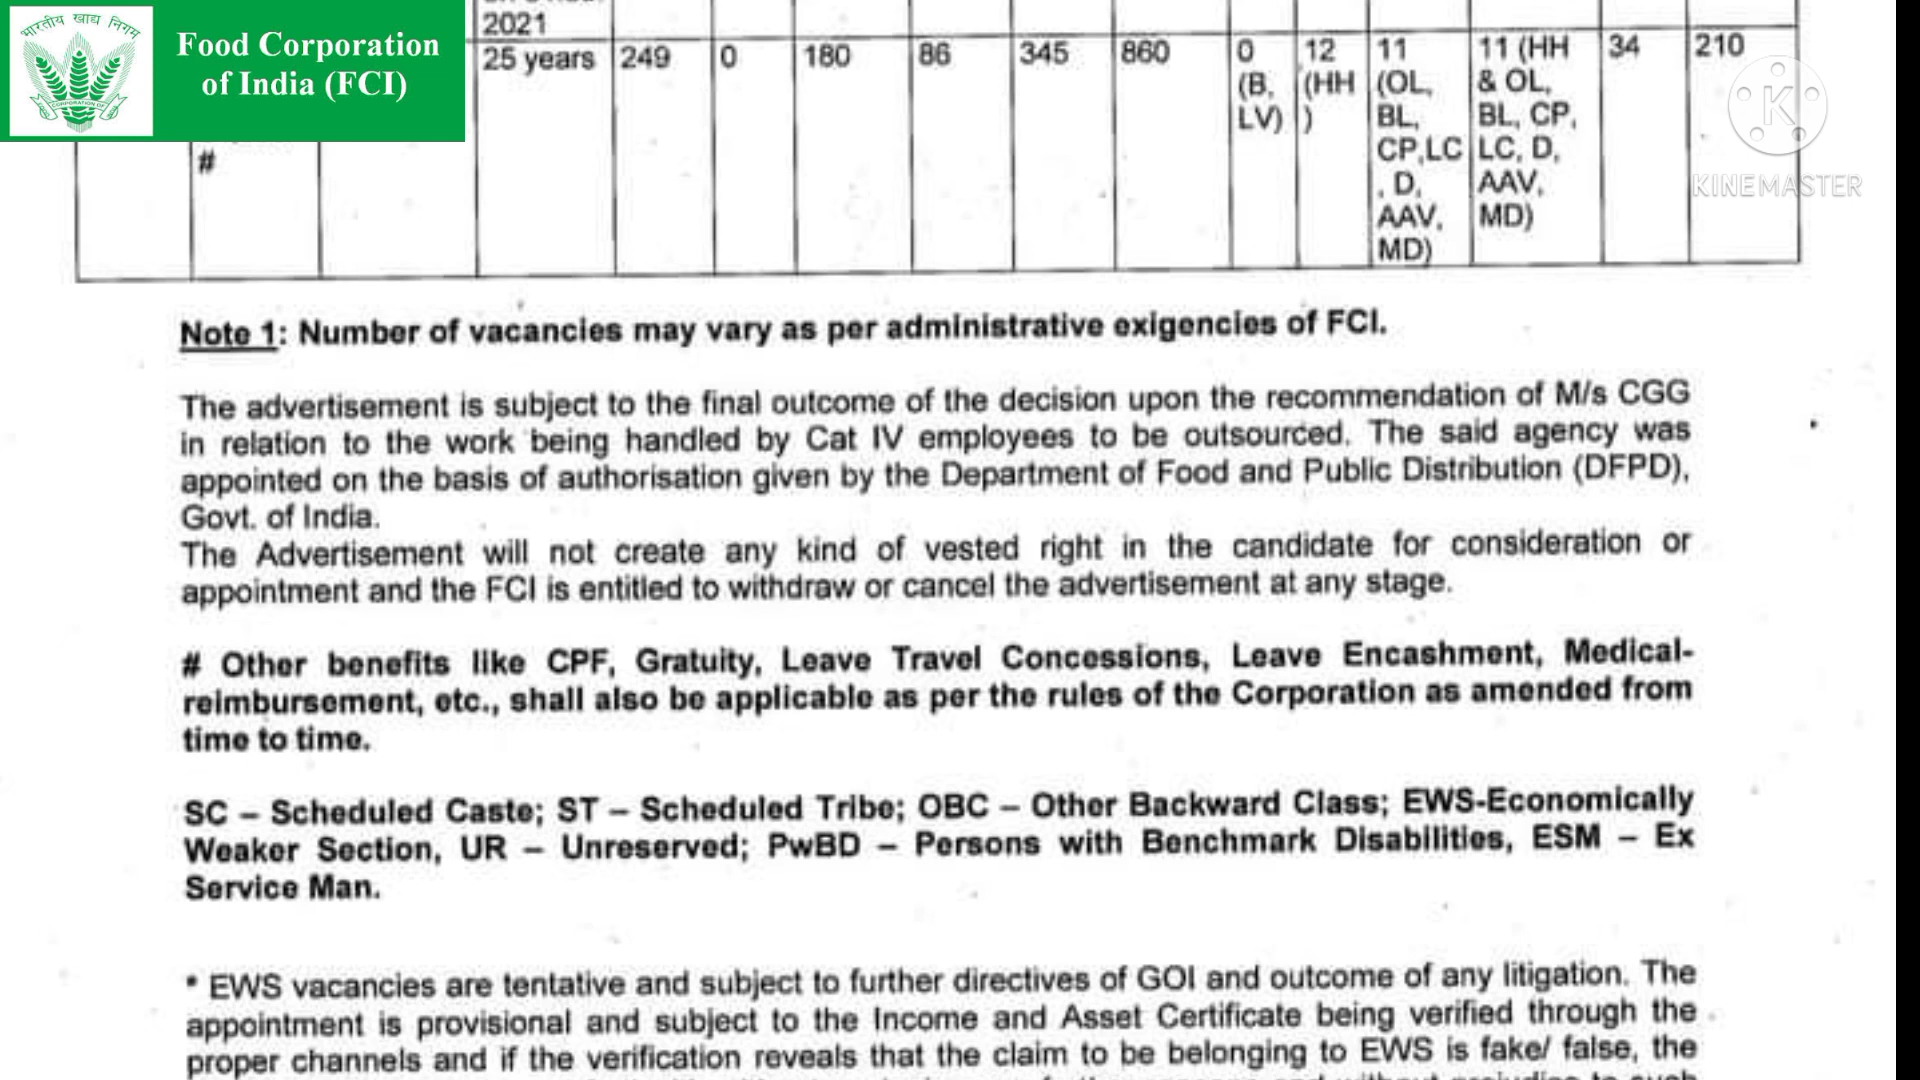 भारतीय खाद्य निगम
Food Corporation
of India (FCI)
2021
25 years 249 0 180 86 345 860 0 12 11 11 (HH 34 210
(B, (HH (OL, & OL,
LV) ) BL, BL, CP,
CP,LC LC, D,
, D, AAV,
AAV, MD)
MD)
#
KINEMASTER
Note 1: Number of vacancies may vary as per administrative exigencies of FCI.
The advertisement is subject to the final outcome of the decision upon the recommendation of M/s CGG
in relation to the work being handled by Cat IV employees to be outsourced. The said agency was
appointed on the basis of authorisation given by the Department of Food and Public Distribution (DFPD),
Govt. of India.
The Advertisement will not create any kind of vested right in the candidate for consideration or
appointment and the FCI is entitled to withdraw or cancel the advertisement at any stage.
# Other benefits like CPF, Gratuity, Leave Travel Concessions, Leave Encashment, Medical-
reimbursement, etc., shall also be applicable as per the rules of the Corporation as amended from
time to time.
SC – Scheduled Caste; ST – Scheduled Tribe; OBC – Other Backward Class; EWS-Economically
Weaker Section, UR – Unreserved; PwBD – Persons with Benchmark Disabilities, ESM – Ex
Service Man.
* EWS vacancies are tentative and subject to further directives of GOI and outcome of any litigation. The
appointment is provisional and subject to the Income and Asset Certificate being verified through the
proper channels and if the verification reveals that the claim to be belonging to EWS is fake/ false, the